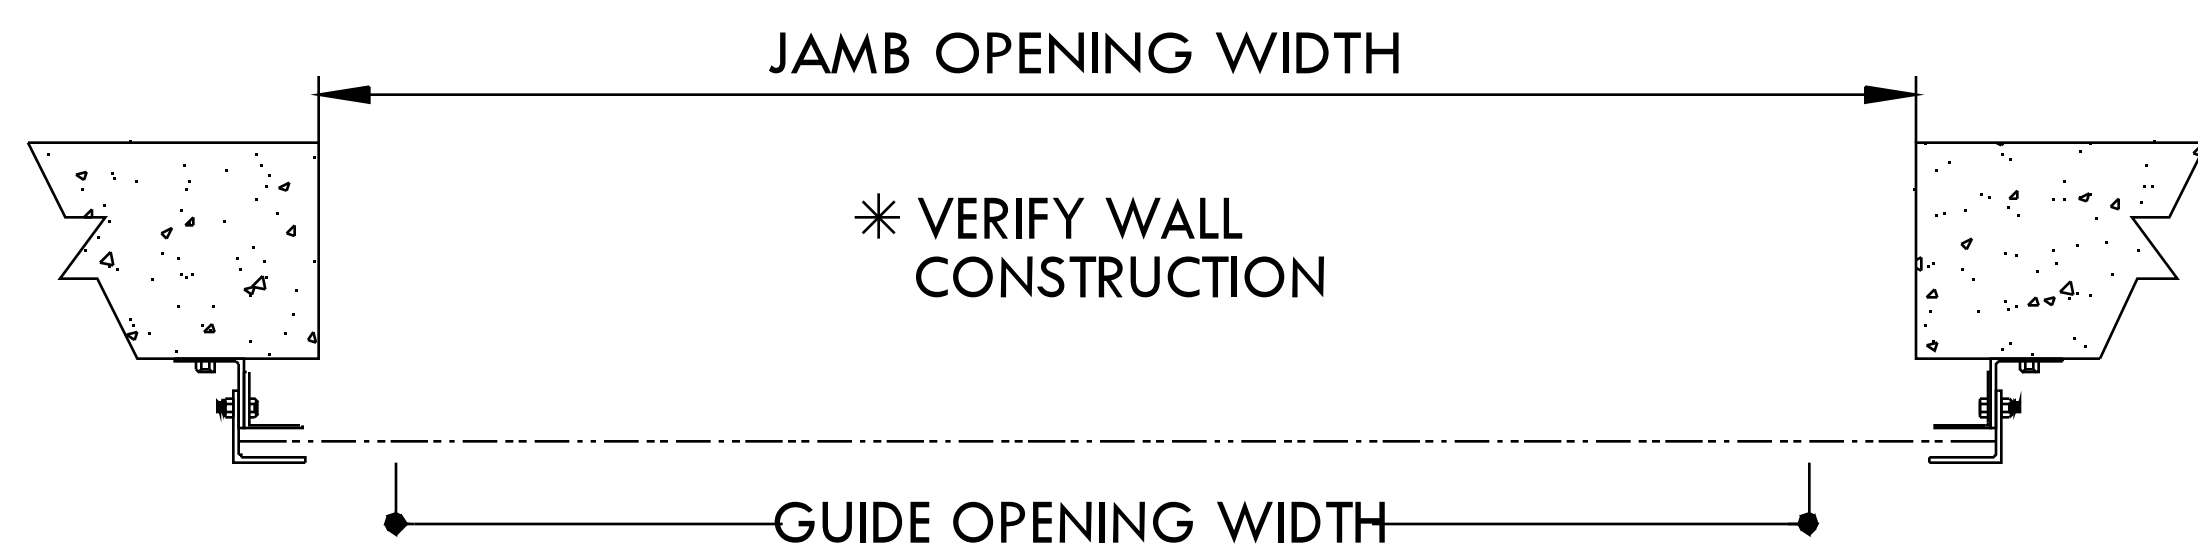 JAMB OPENING WIDTH
✳ VERIFY WALL
CONSTRUCTION
GUIDE OPENING WIDTH